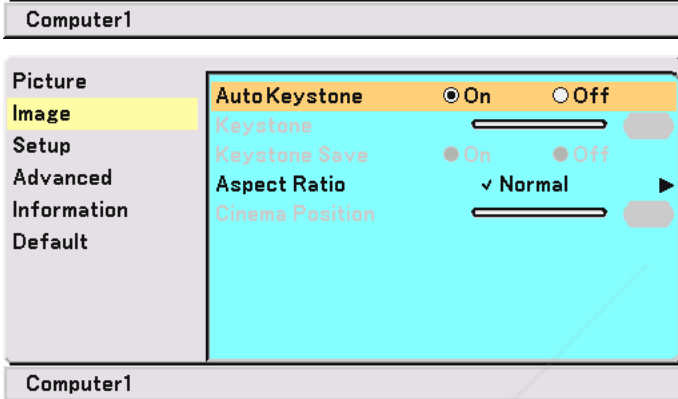 Computer1
Picture
Image
Setup
Advanced
Information
Default
Auto Keystone On Off
Keystone
Keystone Save On Off
Aspect Ratio ✓ Normal
Cinema Position
Computer1